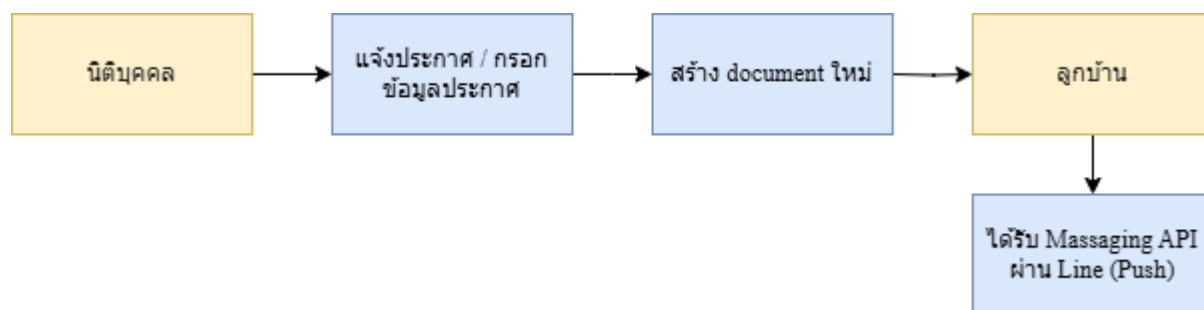 นิติบุคคล
แจ้งประกาศ / กรอก
ข้อมูลประกาศ
สร้าง document ใหม่
ลูกบ้าน
ได้รับ Massaging API
ผ่าน Line (Push)